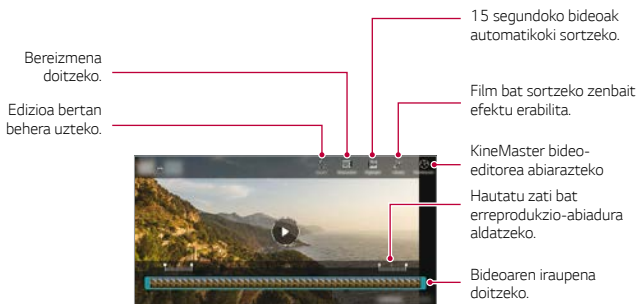 15 segundoko bideoak
automatikoki sortzeko.
Bereizmena
doitzeko.
Film bat sortzeko zenbait
efektu erabilita.
Edizioa bertan
behera uzteko.
KineMaster bideo-
editorea abiarazteko
Hautatu zati bat
erreprodukzio-abiadura
aldatzeko.
Bideoaren iraupena
doitzeko.